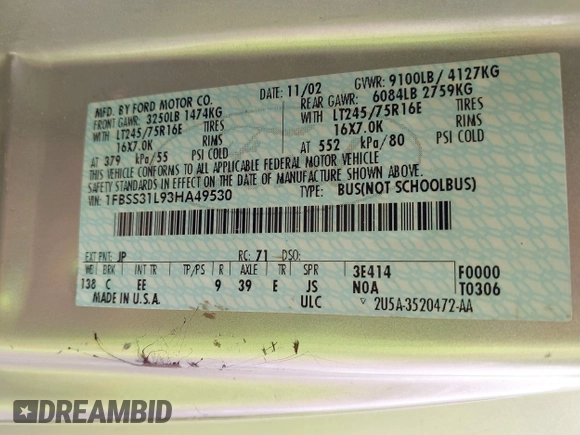 MFD. BY FORD MOTOR CO. DATE: 11/02 GVWR: 9100LB/ 4127KG
FRONT GAWR: 3250LB 1474KG REAR GAWR: 6084LB 2759KG
WITH LT245/75R16E TIRES WITH LT245/75R16E TIRES
16X7.0K RIMS 16X7.0K RIMS
AT 379 kPa/55 PSI COLD AT 552 kPa/80 PSI COLD
THIS VEHICLE CONFORMS TO ALL APPLICABLE FEDERAL MOTOR VEHICLE
SAFETY STANDARDS IN EFFECT ON THE DATE OF MANUFACTURE SHOWN ABOVE.
VIN: 1FBSS31L93HA49530 TYPE: BUS(NOT SCHOOLBUS)
EXT PNT: JP RC: 71 DSO:
WB BRK INT TR TP/PS R AXLE TR SPR 3E414 F0000
138 C EE 9 39 E JS N0A T0306
MADE IN U.S.A. ULC ▽ 2U5A-3520472-AA
DREAMBID